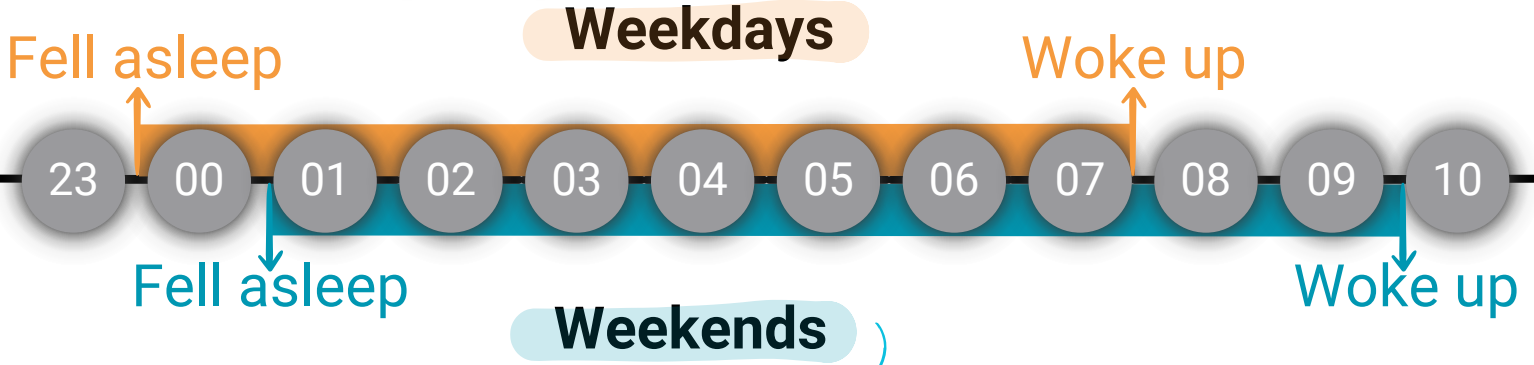 Weekdays
Fell asleep
Woke up
23 00 01 02 03 04 05 06 07 08 09 10
Fell asleep
Woke up
Weekends )